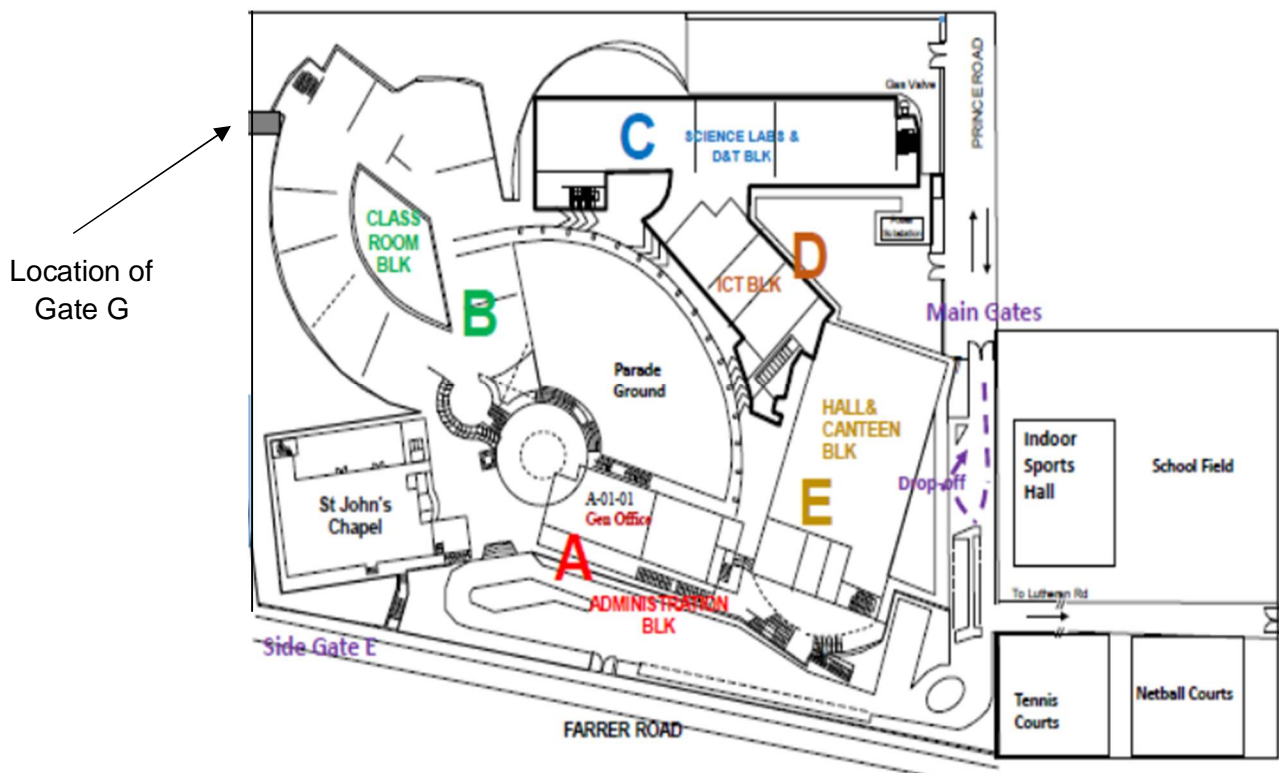 Location of
Gate G
CLASS
ROOM
BLK
B
C
SCIENCE LABS &
D&T BLK
Gas Valve
PRINCE ROAD
D
ICT BLK
Main Gates
Parade
Ground
HALL&
CANTEEN
BLK
E
Drop-off
Indoor
Sports
Hall
School Field
St John's
Chapel
A-01-01
Gen Office
A
ADMINISTRATION
BLK
To Lutheran Rd
Side Gate E
FARRER ROAD
Tennis
Courts
Netball Courts